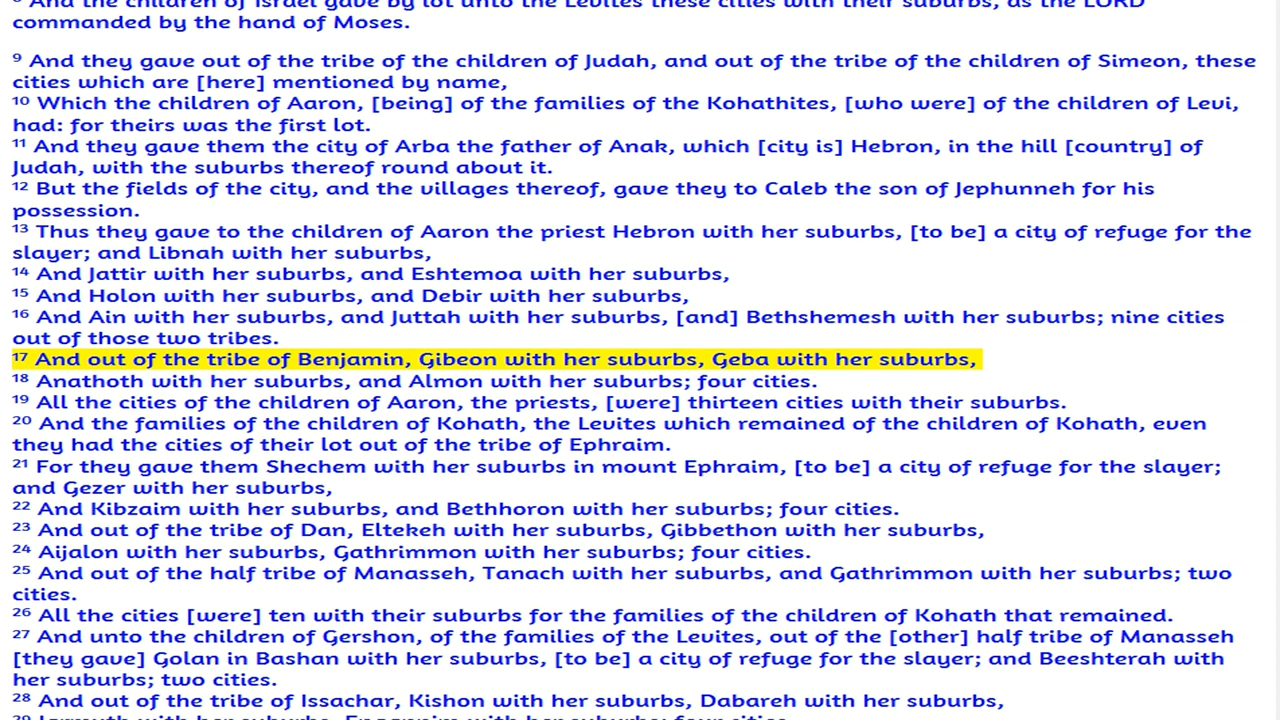 And the children of Israel gave by lot unto the Levites these cities with their suburbs, as the LORD
commanded by the hand of Moses.
9 And they gave out of the tribe of the children of Judah, and out of the tribe of the children of Simeon, these
cities which are [here] mentioned by name,
10 Which the children of Aaron, [being] of the families of the Kohathites, [who were] of the children of Levi,
had: for theirs was the first lot.
11 And they gave them the city of Arba the father of Anak, which [city is] Hebron, in the hill [country] of
Judah, with the suburbs thereof round about it.
12 But the fields of the city, and the villages thereof, gave they to Caleb the son of Jephunneh for his
possession.
13 Thus they gave to the children of Aaron the priest Hebron with her suburbs, [to be] a city of refuge for the
slayer; and Libnah with her suburbs,
14 And Jattir with her suburbs, and Eshtemoa with her suburbs,
15 And Holon with her suburbs, and Debir with her suburbs,
16 And Ain with her suburbs, and Juttah with her suburbs, [and] Bethshemesh with her suburbs; nine cities
out of those two tribes.
17 And out of the tribe of Benjamin, Gibeon with her suburbs, Geba with her suburbs,
18 Anathoth with her suburbs, and Almon with her suburbs; four cities.
19 All the cities of the children of Aaron, the priests, [were] thirteen cities with their suburbs.
20 And the families of the children of Kohath, the Levites which remained of the children of Kohath, even
they had the cities of their lot out of the tribe of Ephraim.
21 For they gave them Shechem with her suburbs in mount Ephraim, [to be] a city of refuge for the slayer;
and Gezer with her suburbs,
22 And Kibzaim with her suburbs, and Bethhoron with her suburbs; four cities.
23 And out of the tribe of Dan, Eltekeh with her suburbs, Gibbethon with her suburbs,
24 Aijalon with her suburbs, Gathrimmon with her suburbs; four cities.
25 And out of the half tribe of Manasseh, Tanach with her suburbs, and Gathrimmon with her suburbs; two
cities.
26 All the cities [were] ten with their suburbs for the families of the children of Kohath that remained.
27 And unto the children of Gershon, of the families of the Levites, out of the [other] half tribe of Manasseh
[they gave] Golan in Bashan with her suburbs, [to be] a city of refuge for the slayer; and Beeshterah with
her suburbs; two cities.
28 And out of the tribe of Issachar, Kishon with her suburbs, Dabareh with her suburbs,